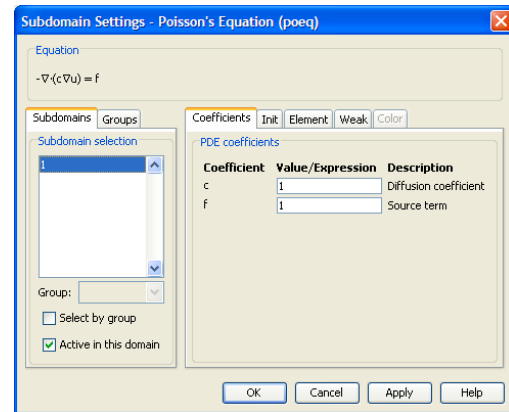 Subdomain Settings - Poisson's Equation (poeq)
Equation
-∇·(c∇u) = f
Subdomains Groups
Subdomain selection
1
Group:
Select by group
Active in this domain
Coefficients Init Element Weak Color
PDE coefficients
Coefficient Value/Expression Description
c 1 Diffusion coefficient
f 1 Source term
OK Cancel Apply Help